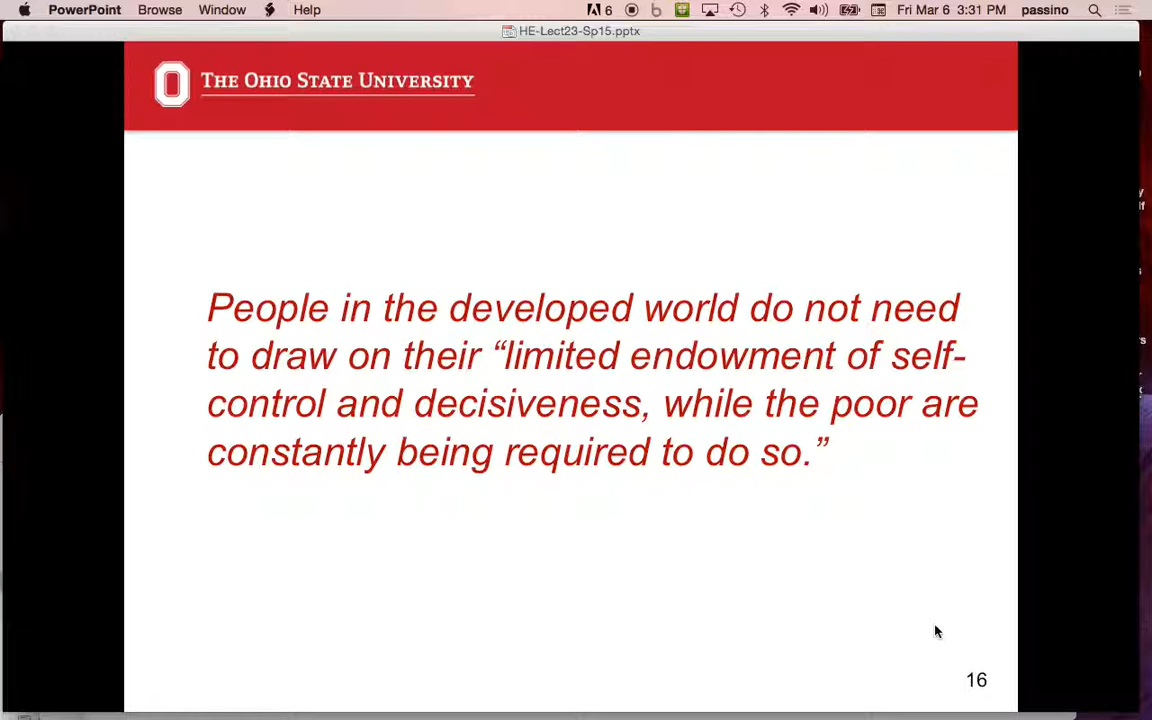 PowerPoint Browse Window Help 6 Fri Mar 6 3:31 PM passino
HE-Lect23-Sp15.pptx
THE OHIO STATE UNIVERSITY
People in the developed world do not need
to draw on their “limited endowment of self-
control and decisiveness, while the poor are
constantly being required to do so.”
16